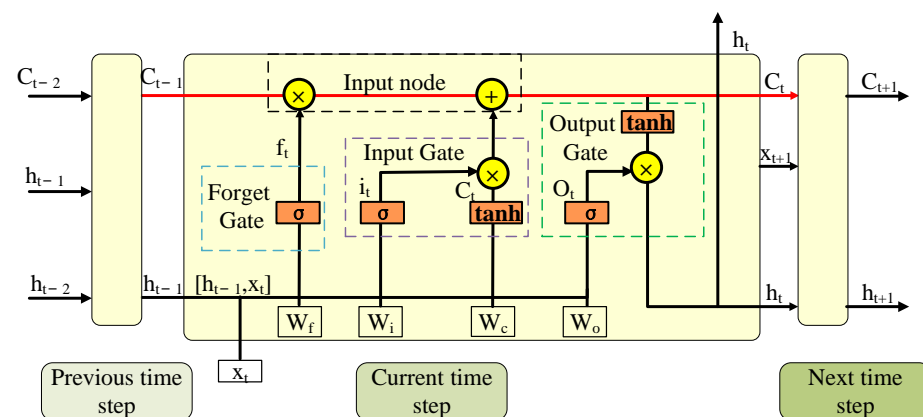 h_t
C_{t-2}
C_{t-1}
Input node
C_t
C_{t+1}
×
+
Output
Gate
tanh
f_t
Input Gate
×
×
x_{t+1}
h_{t-1}
Forget
Gate
i_t
C_t
O_t
σ
σ
tanh
σ
h_{t-2}
h_{t-1}
[h_{t-1},x_t]
h_t
h_{t+1}
W_f
W_i
W_c
W_o
x_t
Previous time
step
Current time
step
Next time
step